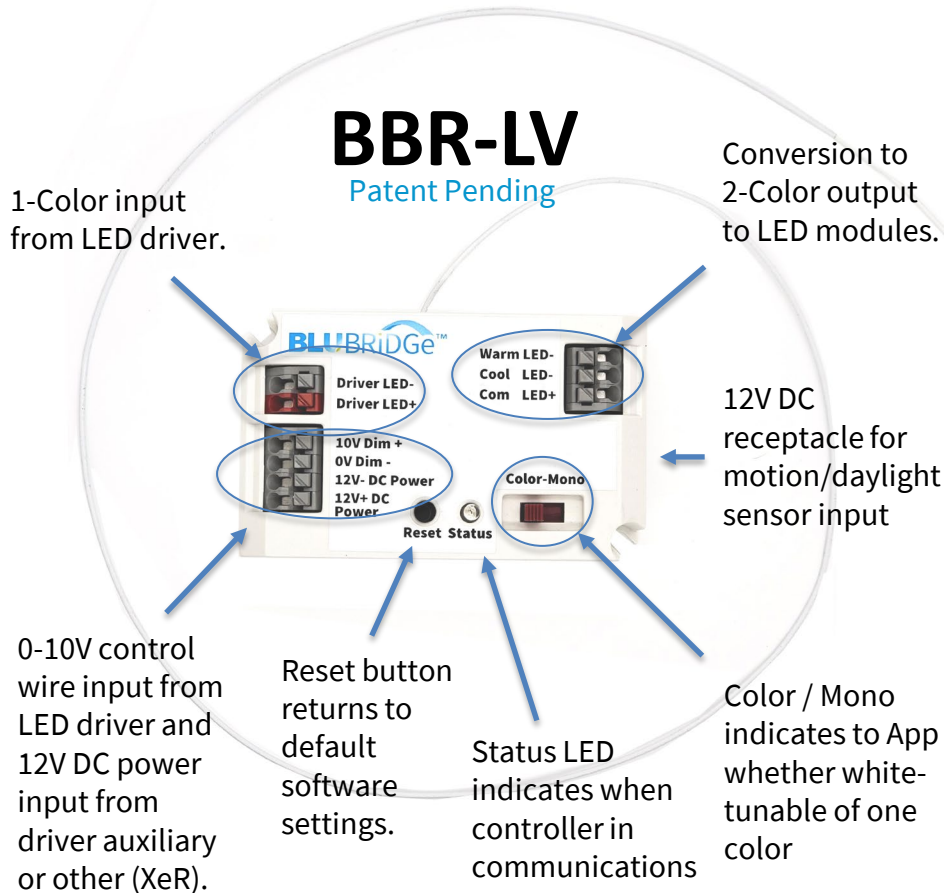 BBR-LV
Patent Pending
1-Color input
from LED driver.
Conversion to
2-Color output
to LED modules.
BLUBRiDGe™
Driver LED-
Driver LED+
Warm LED-
Cool LED-
Com LED+
10V Dim +
0V Dim -
12V- DC Power
12V+ DC
Power
Reset Status
Color-Mono
12V DC
receptacle for
motion/daylight
sensor input
0-10V control
wire input from
LED driver and
12V DC power
input from
driver auxiliary
or other (XeR).
Reset button
returns to
default
software
settings.
Status LED
indicates when
controller in
communications
Color / Mono
indicates to App
whether white-
tunable of one
color